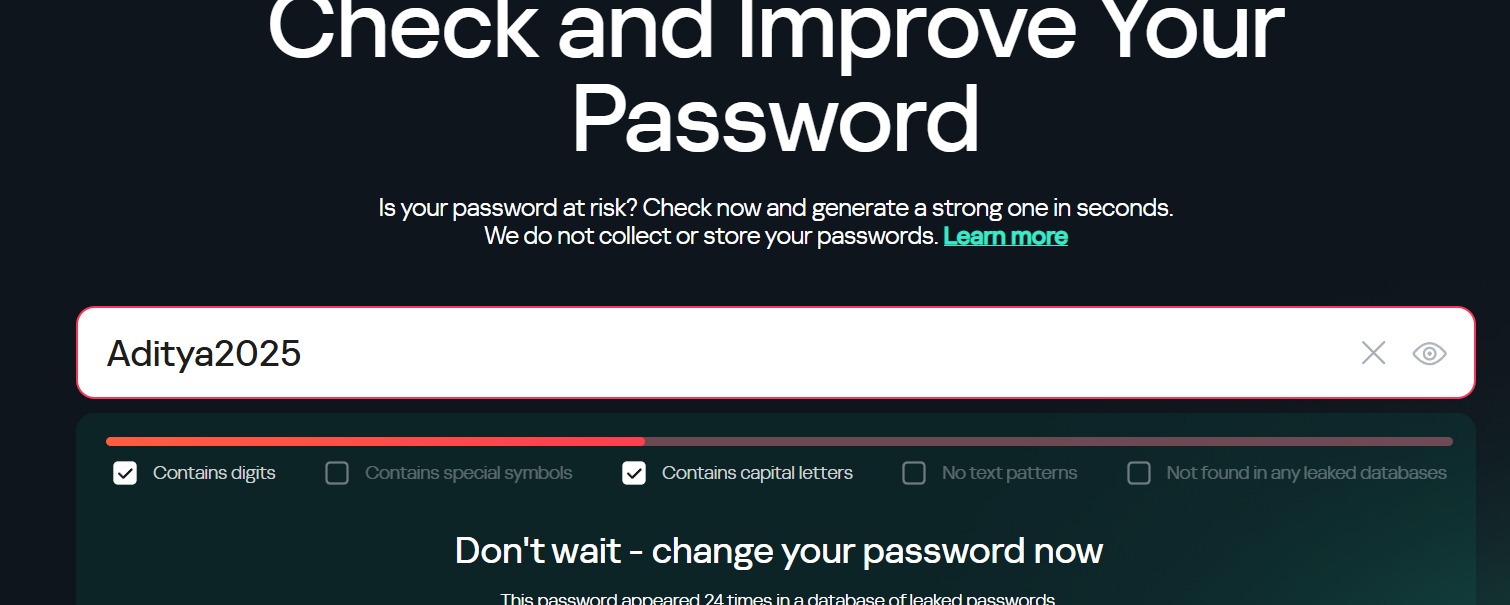 Check and Improve Your
Password
Is your password at risk? Check now and generate a strong one in seconds.
We do not collect or store your passwords. Learn more
Aditya2025
Contains digits Contains special symbols Contains capital letters No text patterns Not found in any leaked databases
Don't wait - change your password now
This password appeared 24 times in a database of leaked passwords